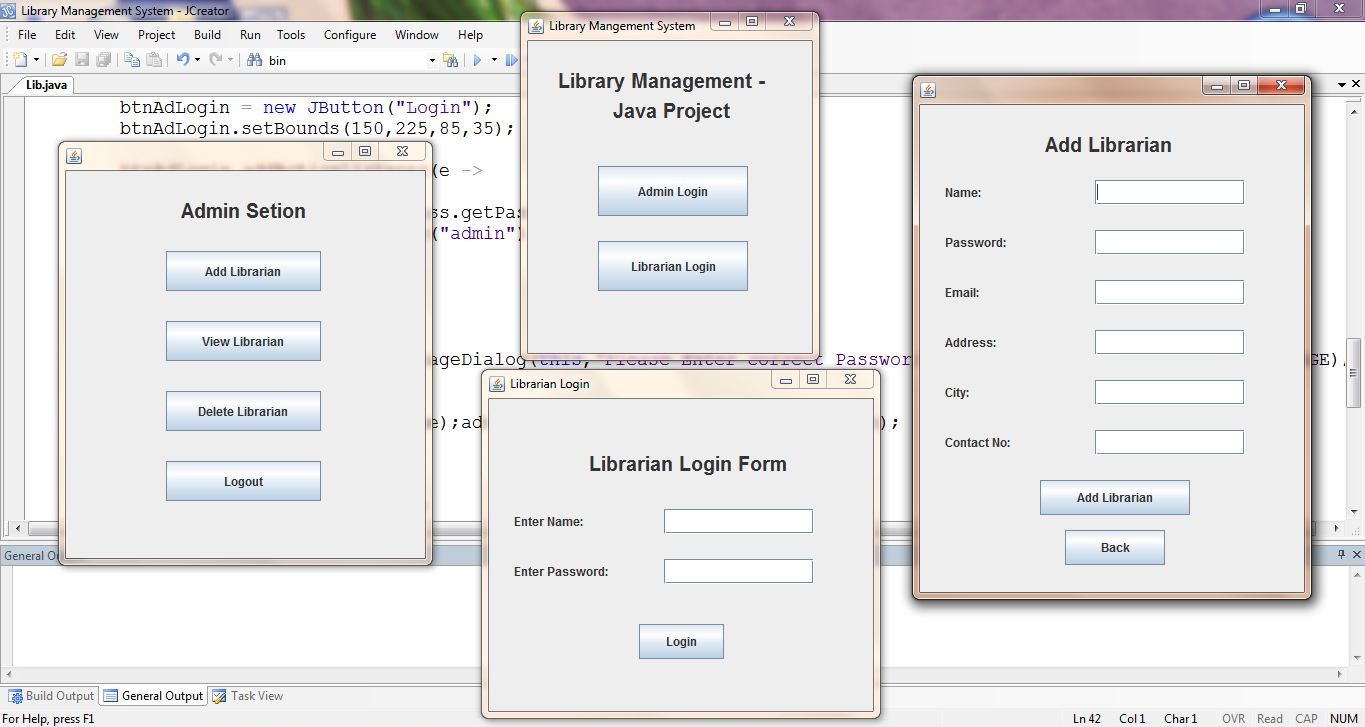 Library Mangement System - JCreator
File Edit View Project Build Run Tools Configure Window Help
bin
Lib.java
btnAdLogin = new JButton("Login");
btnAdLogin.setBounds(150,225,85,35);
(e ->
ss.getPas
("admin")
ageDialog(this,"Please Enter correct Passwor
GE),
e);ad
);
Admin Setion
Add Librarian
View Librarian
Delete Librarian
Logout
Library Mangement System
Library Management -
Java Project
Admin Login
Librarian Login
Librarian Login
Librarian Login Form
Enter Name:
Enter Password:
Login
Add Librarian
Name:
Password:
Email:
Address:
City:
Contact No:
Add Librarian
Back
General O
Build Output General Output Task View
For Help, press F1
Ln 42 Col 1 Char 1 OVR Read CAP NUM